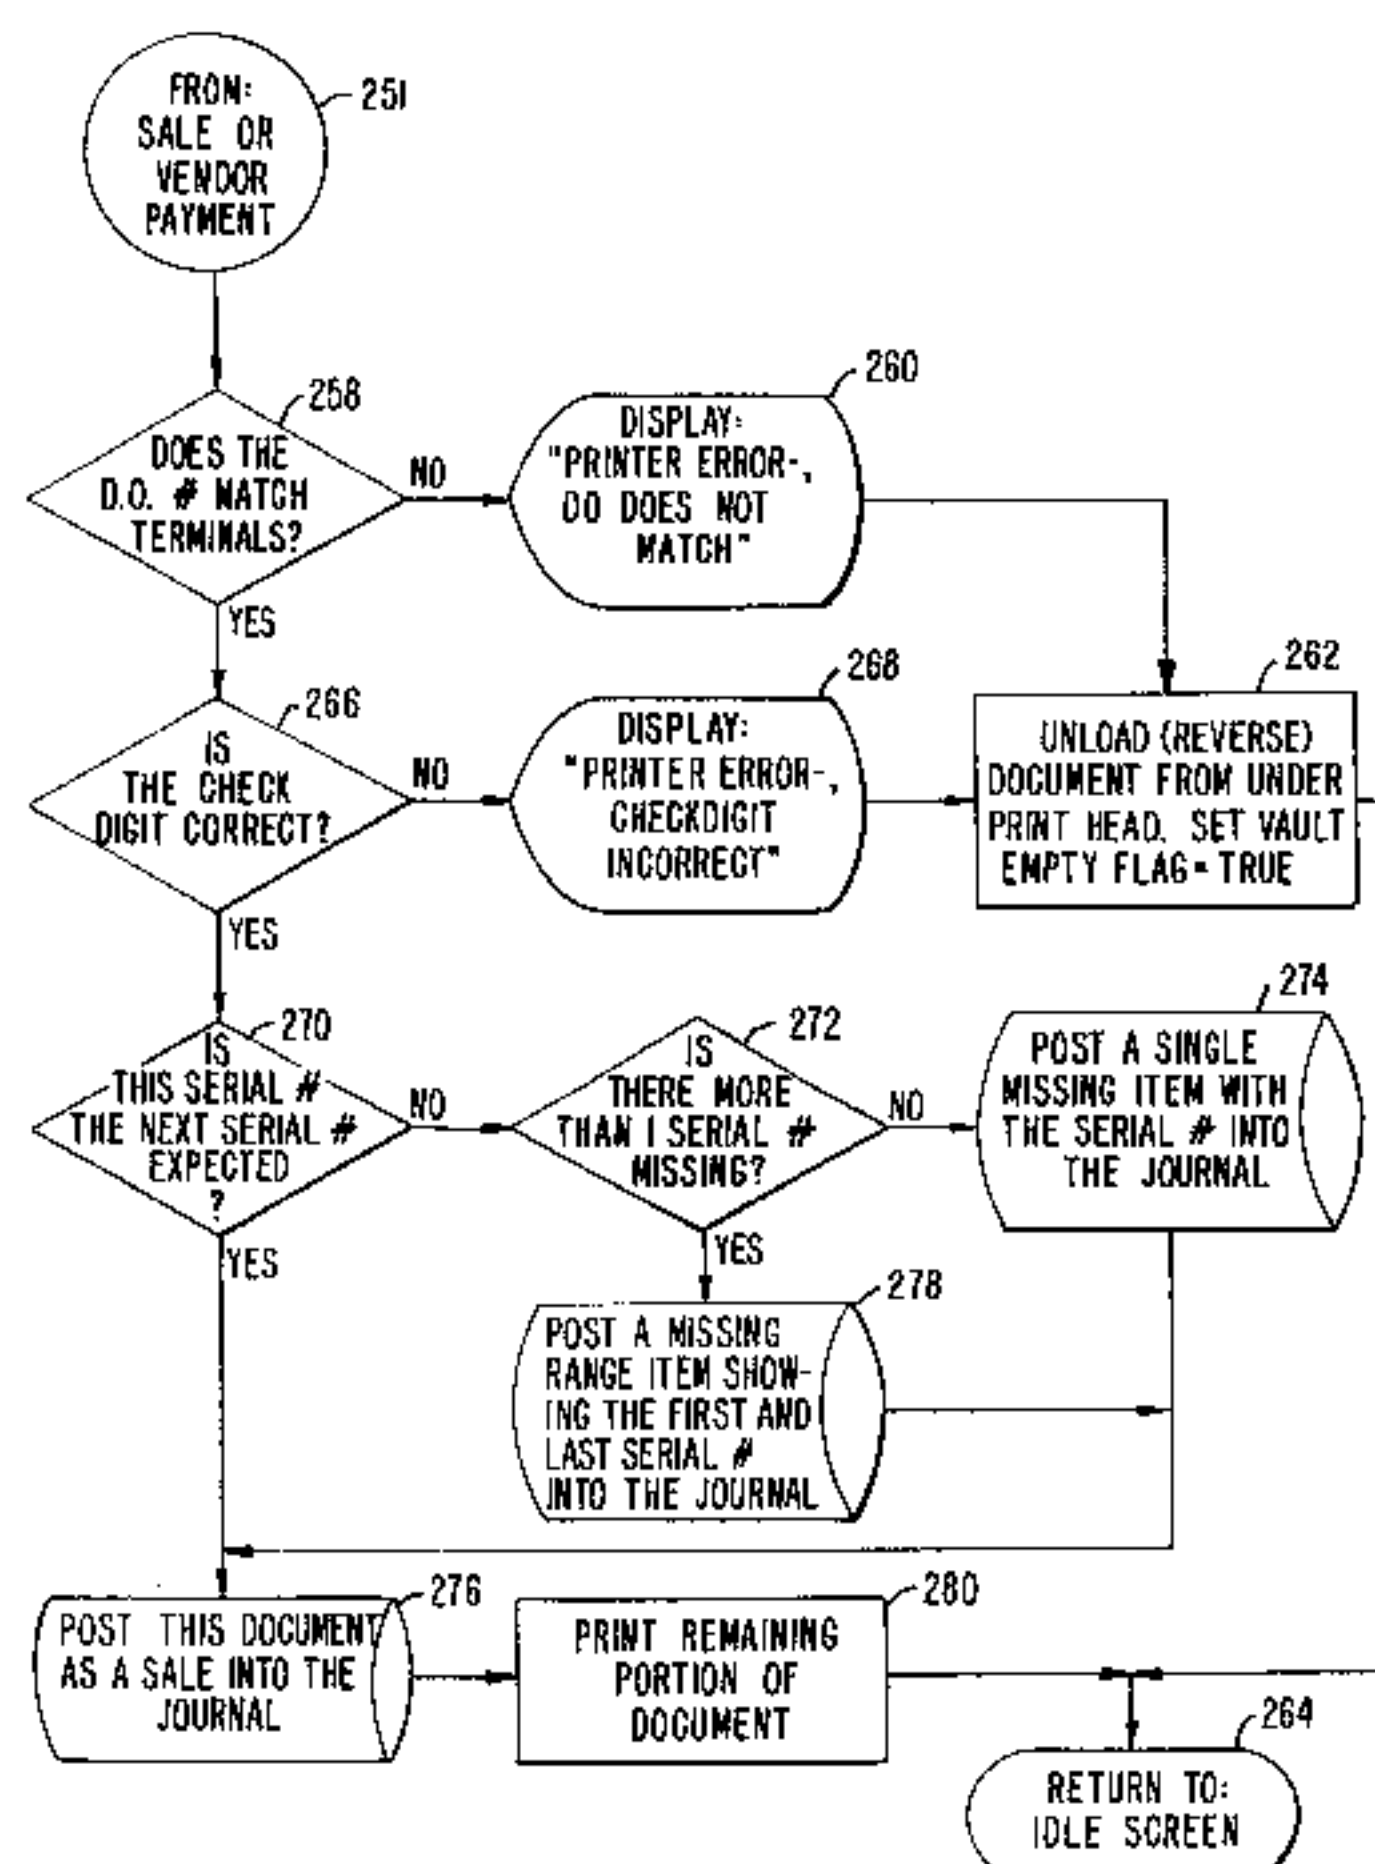 FROM:
SALE OR
VENDOR
PAYMENT
251
258
DOES THE
D.O. # MATCH
TERMINALS?
NO
YES
260
DISPLAY:
"PRINTER ERROR-,
DO DOES NOT
MATCH"
266
IS
THE CHECK
DIGIT CORRECT?
NO
YES
268
DISPLAY:
"PRINTER ERROR-,
CHECKDIGIT
INCORRECT"
262
UNLOAD (REVERSE)
DOCUMENT FROM UNDER
PRINT HEAD. SET VAULT
EMPTY FLAG = TRUE
270
IS
THIS SERIAL #
THE NEXT SERIAL #
EXPECTED
?
NO
YES
272
IS
THERE MORE
THAN 1 SERIAL #
MISSING?
NO
YES
274
POST A SINGLE
MISSING ITEM WITH
THE SERIAL # INTO
THE JOURNAL
278
POST A MISSING
RANGE ITEM SHOW-
ING THE FIRST AND
LAST SERIAL #
INTO THE JOURNAL
276
POST THIS DOCUMENT
AS A SALE INTO THE
JOURNAL
280
PRINT REMAINING
PORTION OF
DOCUMENT
264
RETURN TO:
IDLE SCREEN